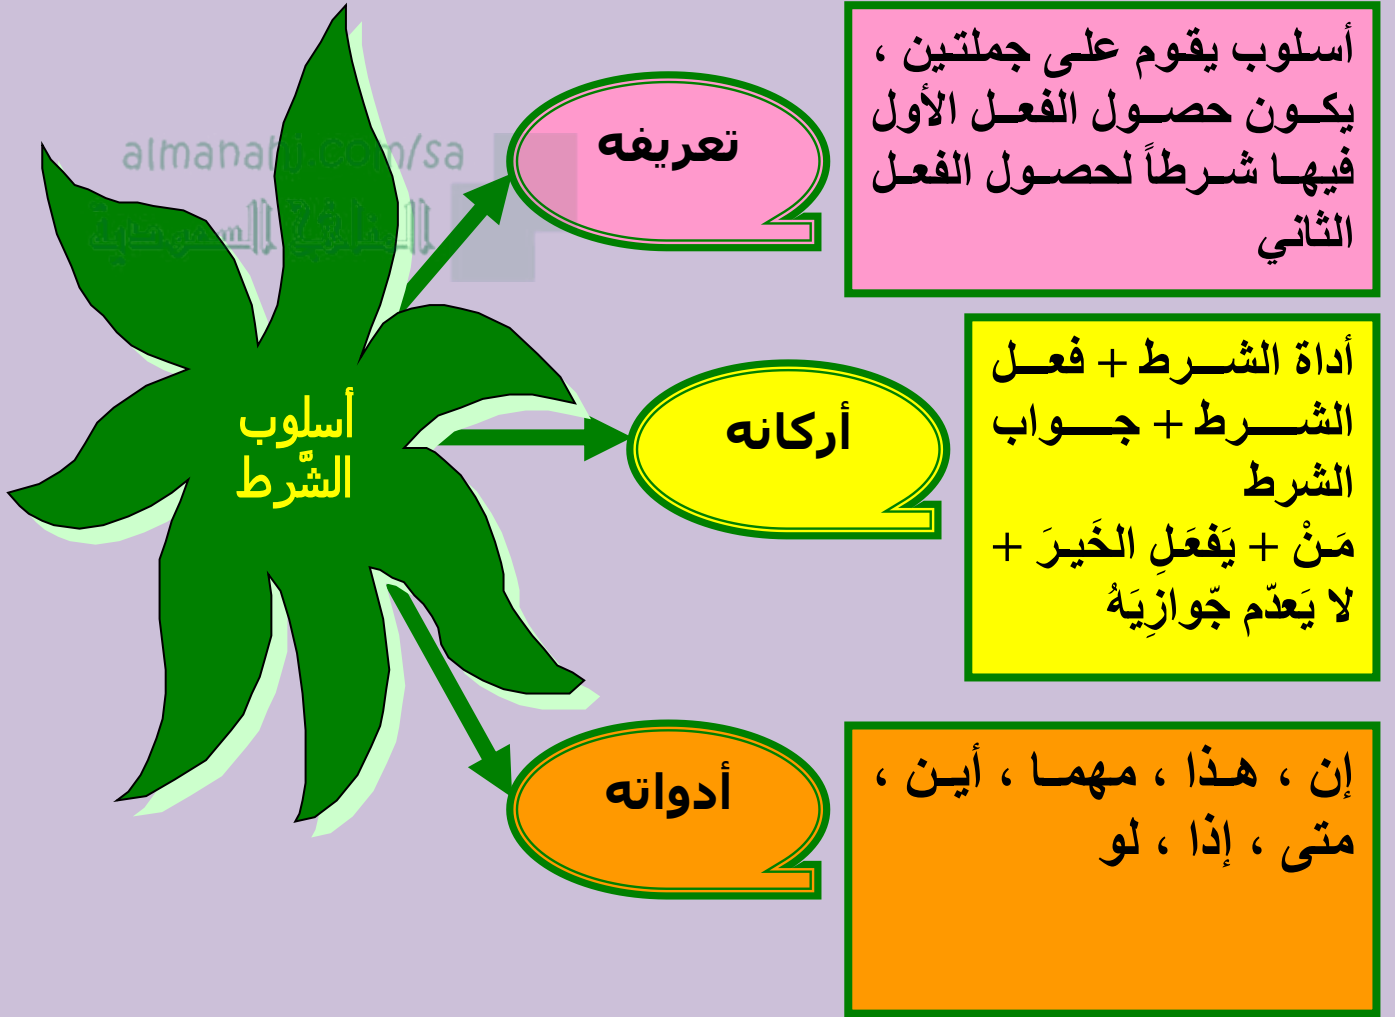 أسلوب يقوم على جملتين ،
يكون حصول الفعل الأول
فيها شرطاً لحصول الفعل
الثاني
تعريفه
almanahj.com/sa
المناهج السعودية
أداة الشرط + فعل
الشرط + جواب
الشرط
مَنْ + يَفعَلِ الخَيرَ +
لا يَعدّم جّوازِيَهُ
أركانه
أسلوب
الشَّرط
إن ، هذا ، مهما ، أين ،
متى ، إذا ، لو
أدواته